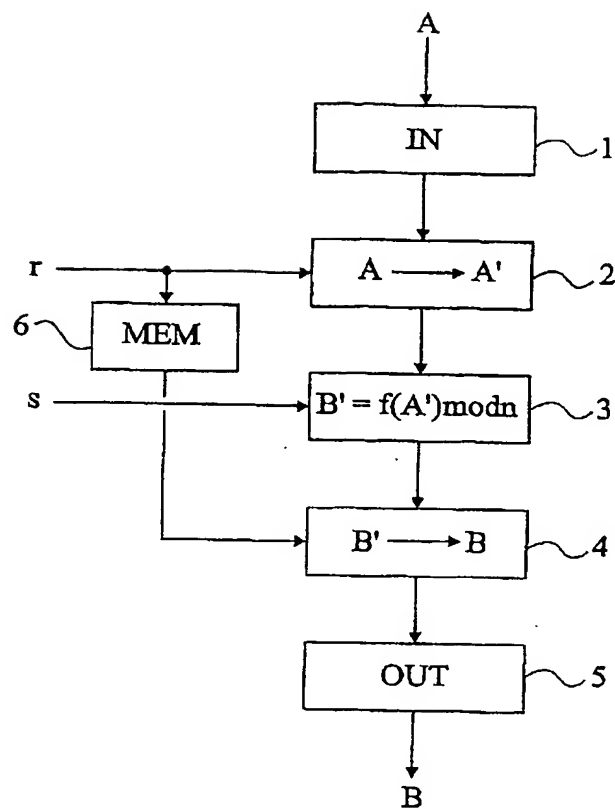 A
IN
1
r
A → A'
2
6
MEM
s
B' = f(A')modn
3
B' → B
4
OUT
5
B